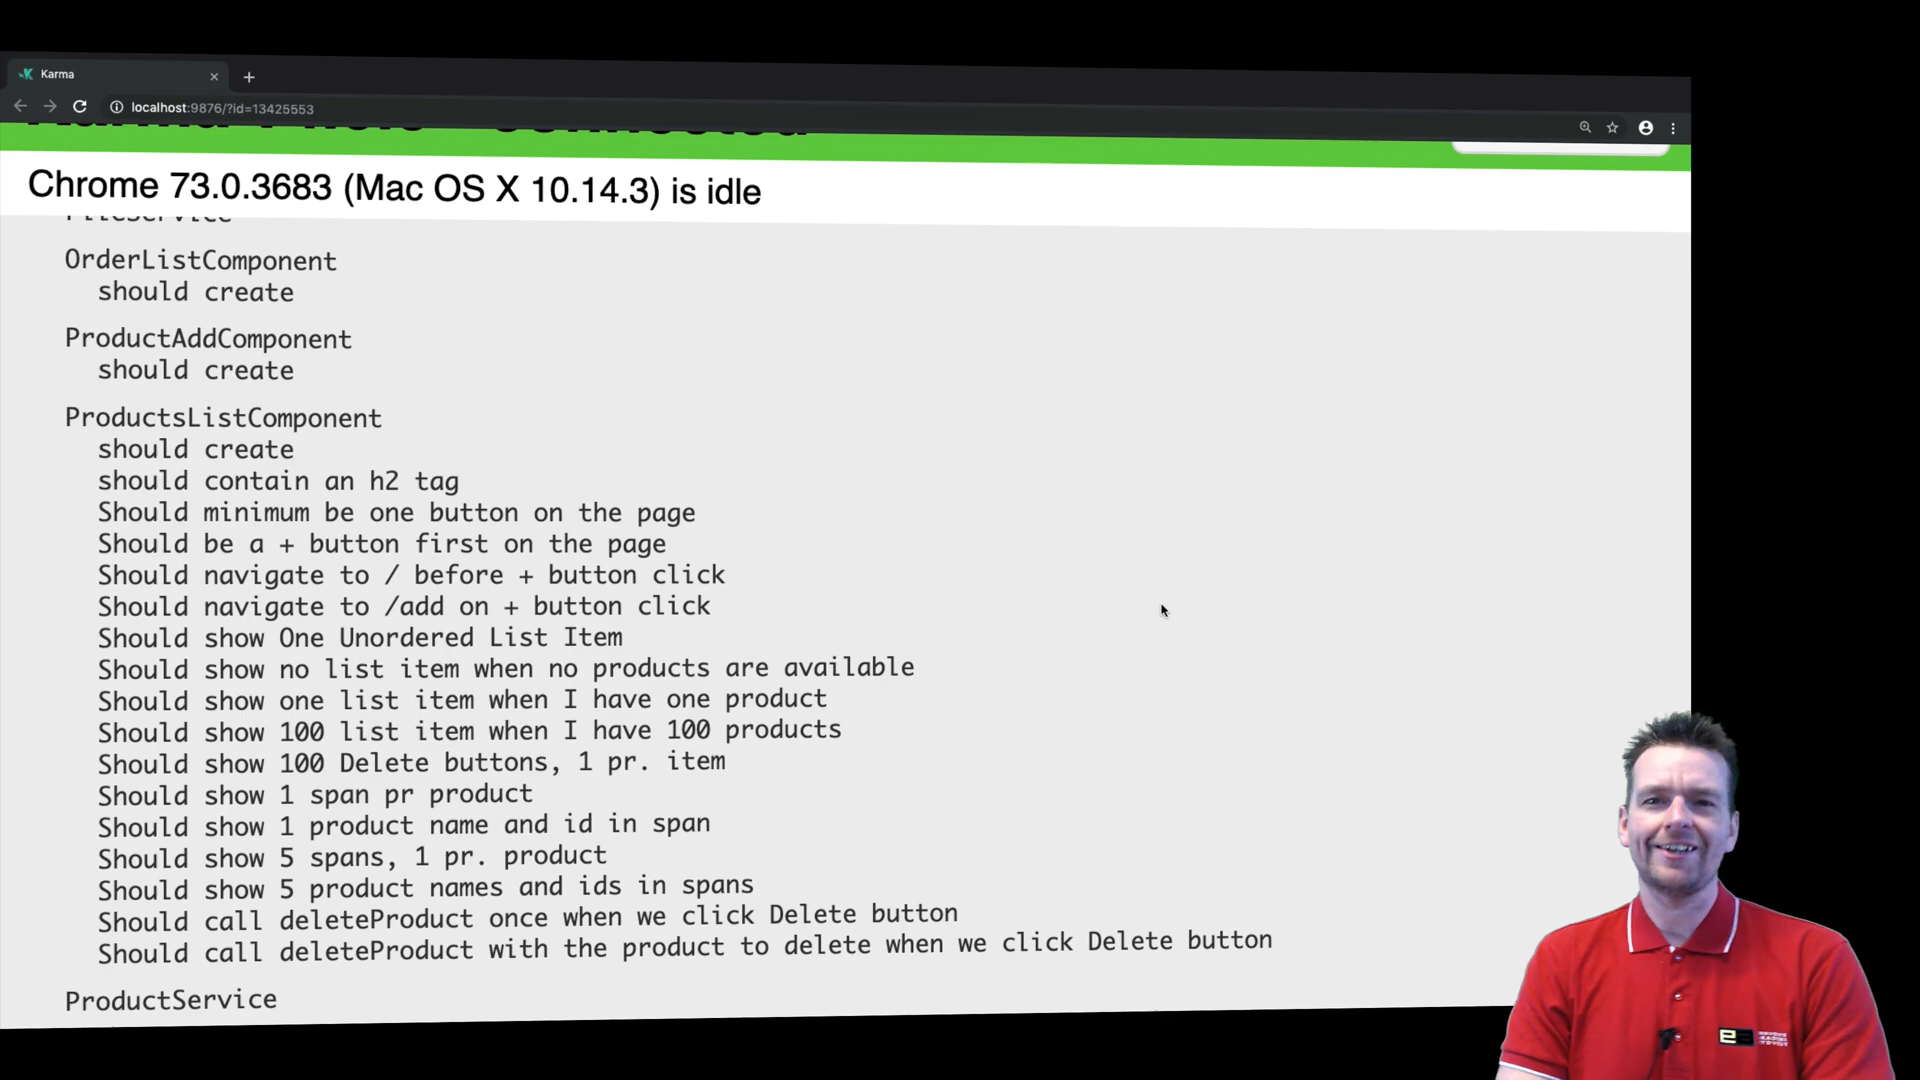 Karma
localhost:9876/?id=13425553
Chrome 73.0.3683 (Mac OS X 10.14.3) is idle
FileService
OrderListComponent
should create
ProductAddComponent
should create
ProductsListComponent
should create
should contain an h2 tag
Should minimum be one button on the page
Should be a + button first on the page
Should navigate to / before + button click
Should navigate to /add on + button click
Should show One Unordered List Item
Should show no list item when no products are available
Should show one list item when I have one product
Should show 100 list item when I have 100 products
Should show 100 Delete buttons, 1 pr. item
Should show 1 span pr product
Should show 1 product name and id in span
Should show 5 spans, 1 pr. product
Should show 5 product names and ids in spans
Should call deleteProduct once when we click Delete button
Should call deleteProduct with the product to delete when we click Delete button
ProductService